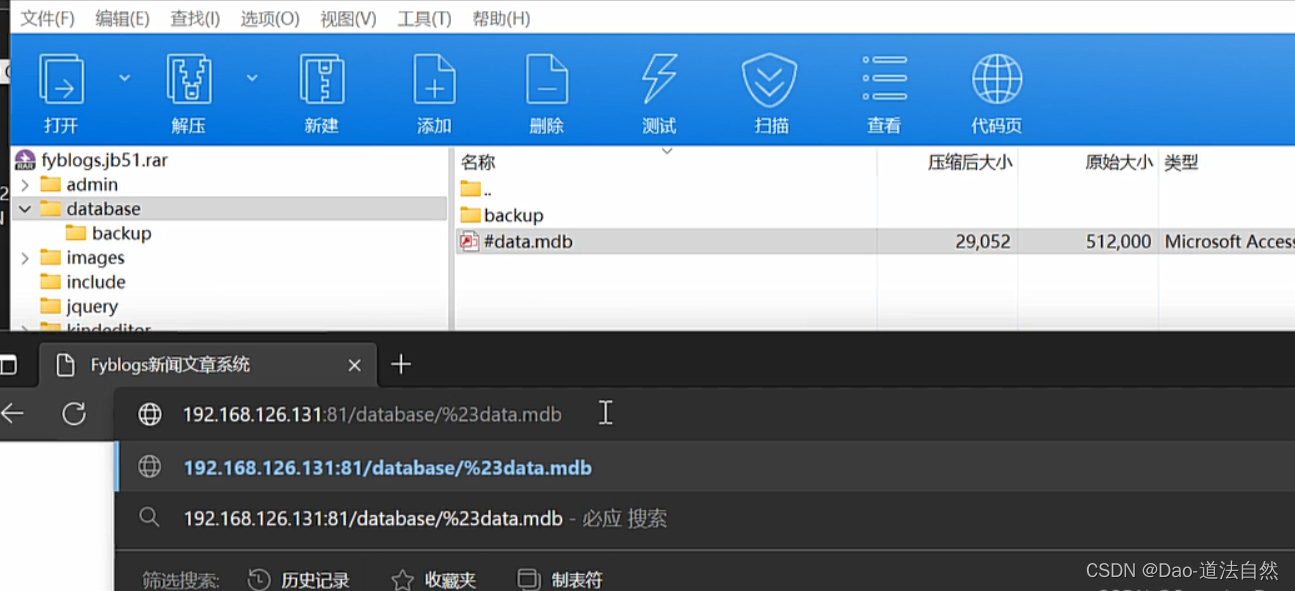 文件(F) 编辑(E) 查找(I) 选项(O) 视图(V) 工具(T) 帮助(H)
打开 解压 新建 添加 删除 测试 扫描 查看 代码页
fyblogs.jb51.rar
admin
database
backup
images
include
jquery
kindeditor
名称 压缩后大小 原始大小 类型
..
backup
#data.mdb 29,052 512,000 Microsoft Access
Fyblogs新闻文章系统
192.168.126.131:81/database/%23data.mdb
192.168.126.131:81/database/%23data.mdb
192.168.126.131:81/database/%23data.mdb - 必应 搜索
筛选搜索: 历史记录 收藏夹 制表符
CSDN @Dao-道法自然